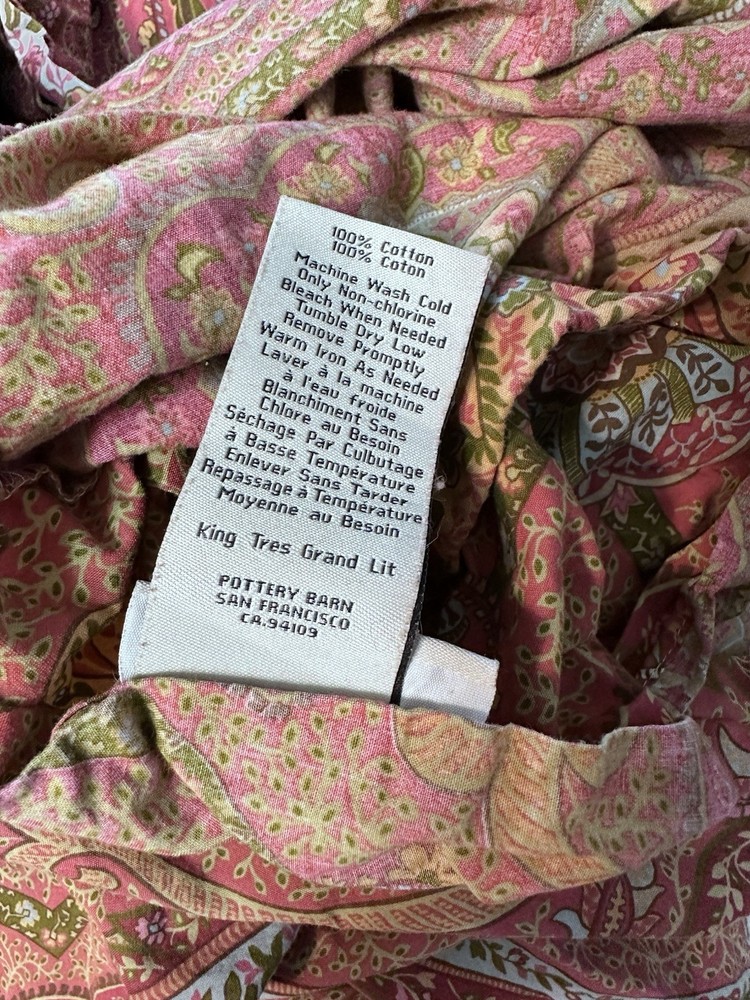 100% Cotton
100% Coton
Machine Wash Cold
Only Non-chlorine
Bleach When Needed
Tumble Dry Low
Remove Promptly
Warm Iron As Needed
Laver à la machine
à l'eau froide
Blanchiment Sans
Chlore au Besoin
Séchage Par Culbutage
à Basse Température
Enlever Sans Tarder
Repassage à Température
Moyenne au Besoin
King Tres Grand Lit
POTTERY BARN
SAN FRANCISCO
CA.94109